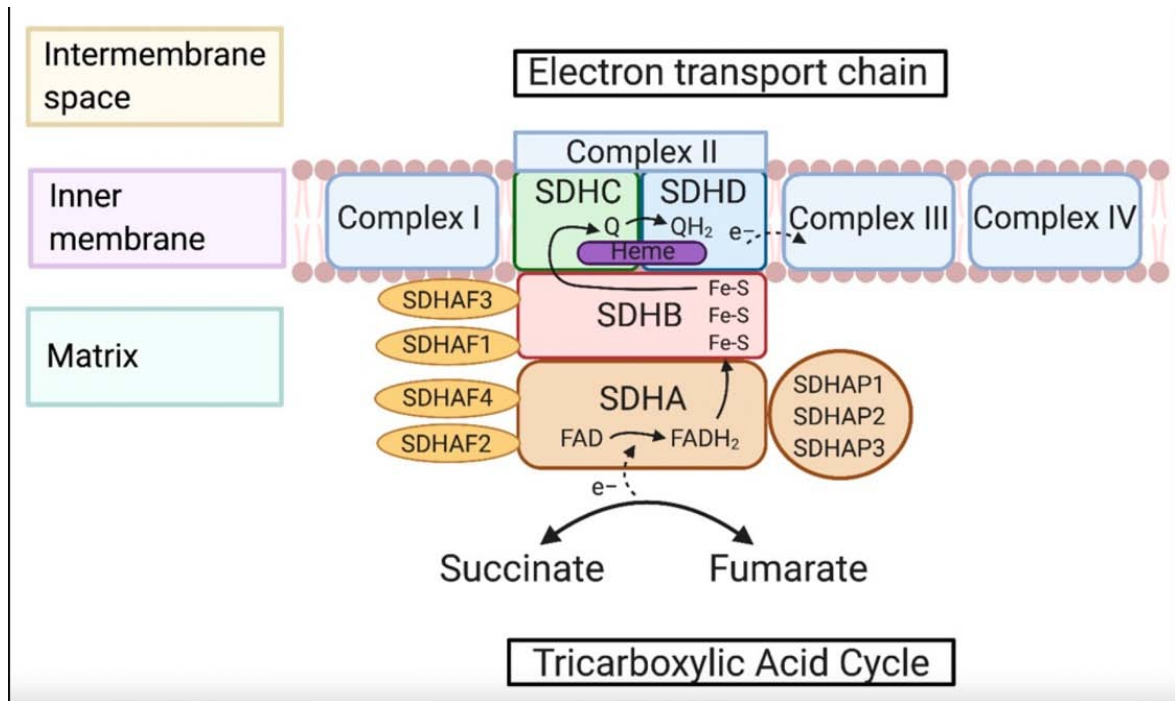 Intermembrane
space
Electron transport chain
Inner
membrane
Complex I
Complex II
SDHC
SDHD
Q
QH₂
e−
Heme
Complex III
Complex IV
Matrix
SDHAF3
SDHAF1
SDHAF4
SDHAF2
SDHB
Fe-S
Fe-S
Fe-S
SDHA
FAD
FADH₂
SDHAP1
SDHAP2
SDHAP3
e−
Succinate
Fumarate
Tricarboxylic Acid Cycle